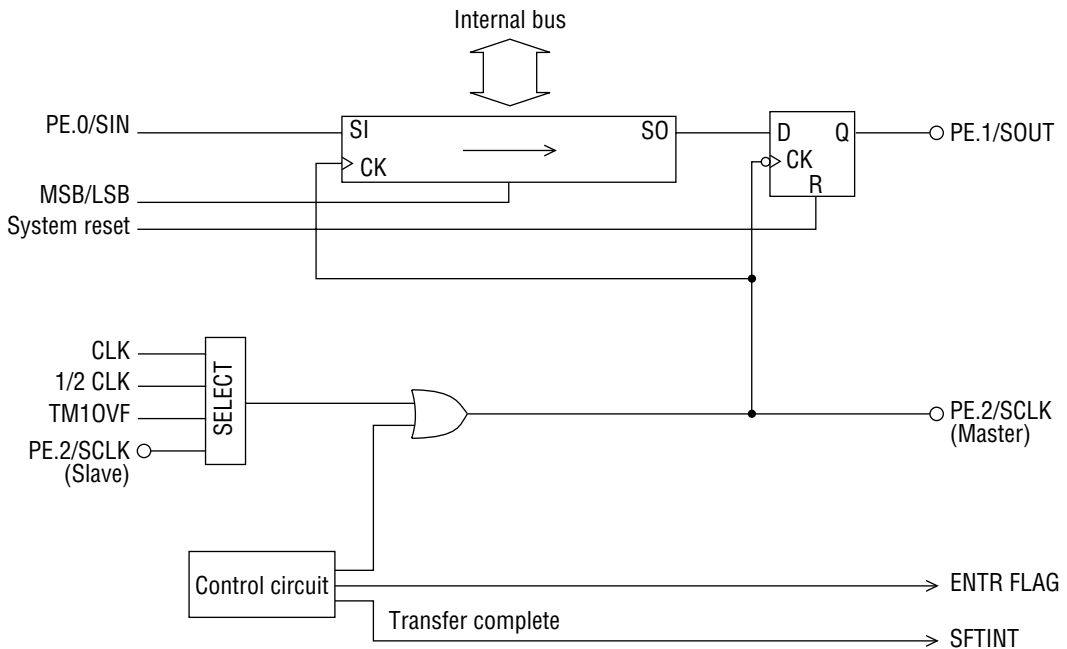 Internal bus
PE.0/SIN
SI
SO
CK
D
Q
CK
R
PE.1/SOUT
MSB/LSB
System reset
CLK
1/2 CLK
TM1OVF
PE.2/SCLK
(Slave)
SELECT
PE.2/SCLK
(Master)
Control circuit
ENTR FLAG
Transfer complete
SFTINT